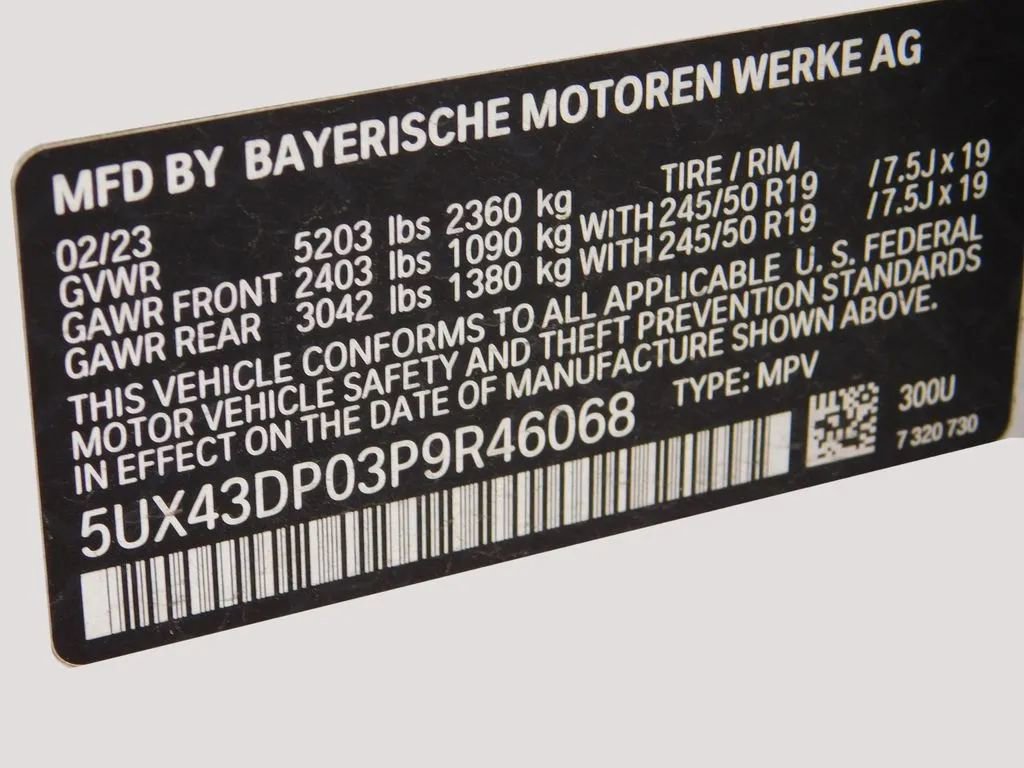 MFD BY BAYERISCHE MOTOREN WERKE AG
02/23 TIRE / RIM
GVWR 5203 lbs 2360 kg
GAWR FRONT 2403 lbs 1090 kg WITH 245/50 R19 /7.5J x 19
GAWR REAR 3042 lbs 1380 kg WITH 245/50 R19 /7.5J x 19
THIS VEHICLE CONFORMS TO ALL APPLICABLE U. S. FEDERAL
MOTOR VEHICLE SAFETY AND THEFT PREVENTION STANDARDS
IN EFFECT ON THE DATE OF MANUFACTURE SHOWN ABOVE.
5UX43DP03P9R46068 TYPE: MPV
300U
7 320 730